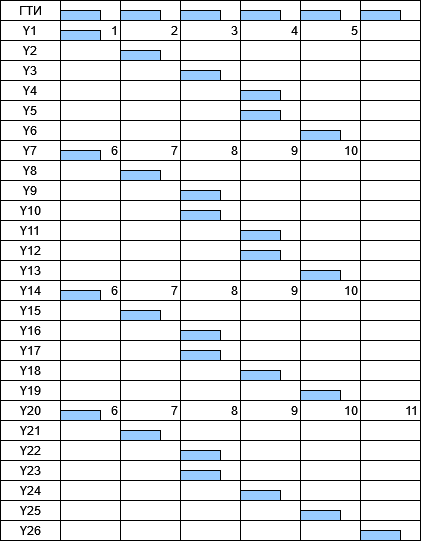 ГТИ
Y1 1 2 3 4 5
Y2
Y3
Y4
Y5
Y6
Y7 6 7 8 9 10
Y8
Y9
Y10
Y11
Y12
Y13
Y14 6 7 8 9 10
Y15
Y16
Y17
Y18
Y19
Y20 6 7 8 9 10 11
Y21
Y22
Y23
Y24
Y25
Y26